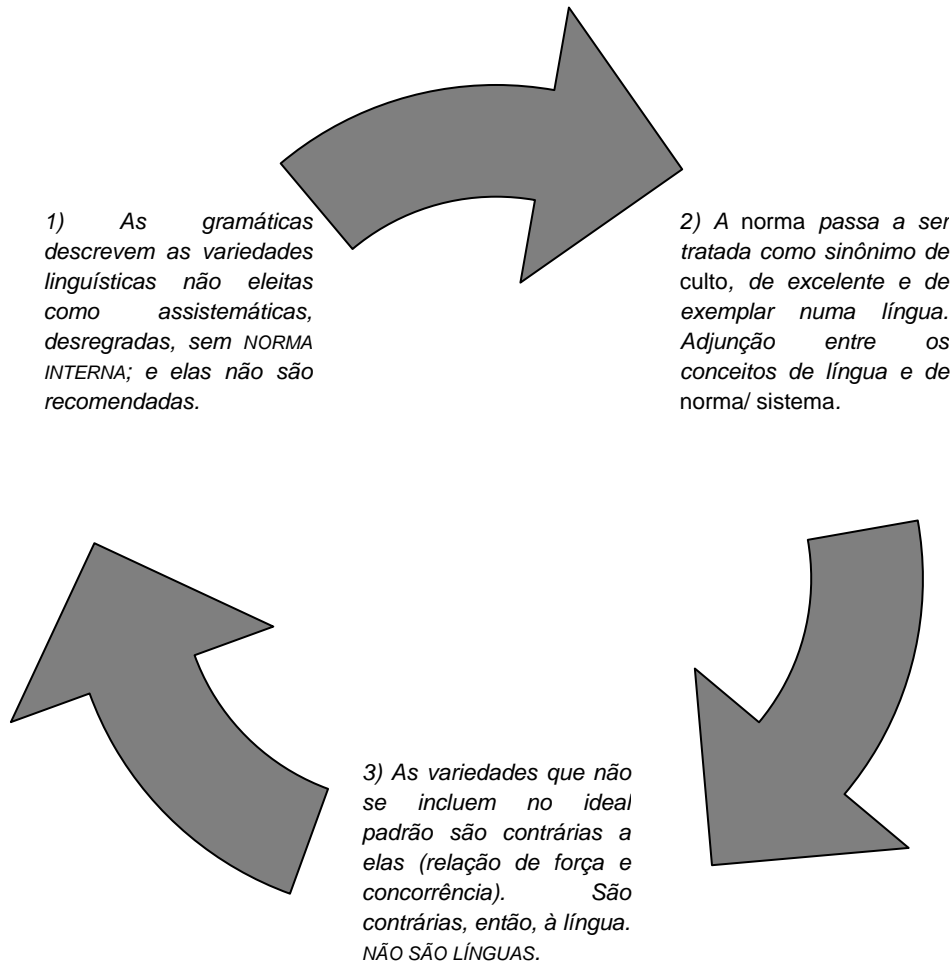 1) As gramáticas
descrevem as variedades
linguísticas não eleitas
como assistemáticas,
desregradas, sem NORMA
INTERNA; e elas não são
recomendadas.
2) A norma passa a ser
tratada como sinônimo de
culto, de excelente e de
exemplar numa língua.
Adjunção entre os
conceitos de língua e de
norma/ sistema.
3) As variedades que não
se incluem no ideal
padrão são contrárias a
elas (relação de força e
concorrência). São
contrárias, então, à língua.
NÃO SÃO LÍNGUAS.